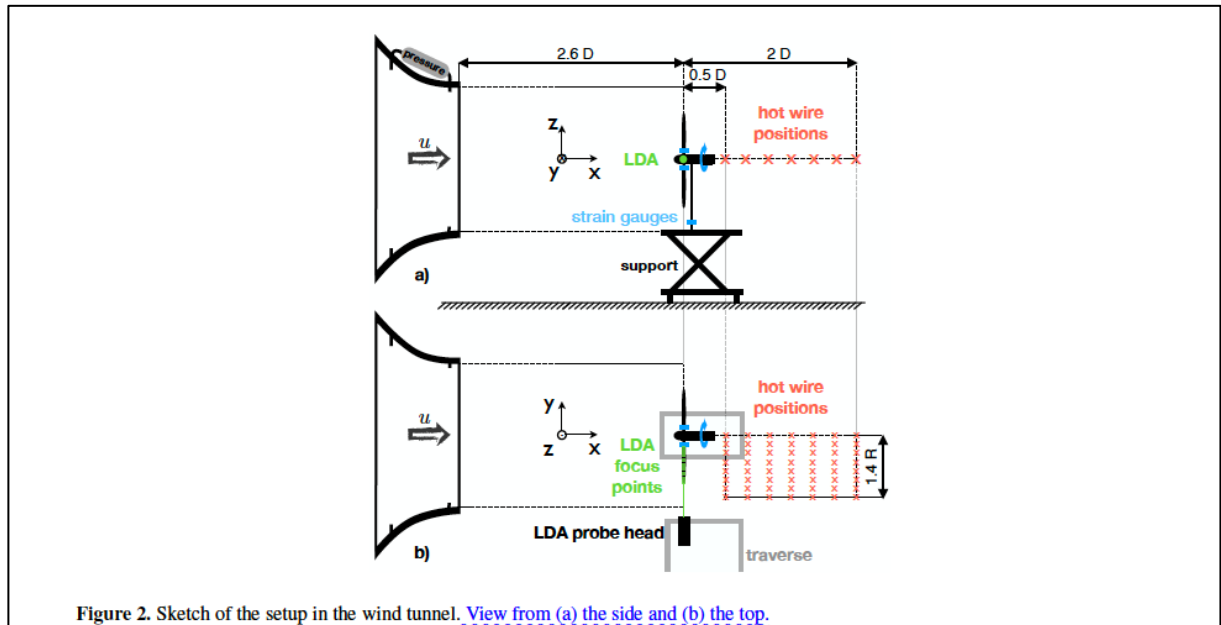 2.6 D
2 D
pressure
0.5 D
hot wire
positions
z
u
LDA
y
x
strain gauges
support
a)
hot wire
positions
y
u
z
x
LDA
focus
points
1.4 R
LDA probe head
b)
traverse
Figure 2. Sketch of the setup in the wind tunnel. View from (a) the side and (b) the top.